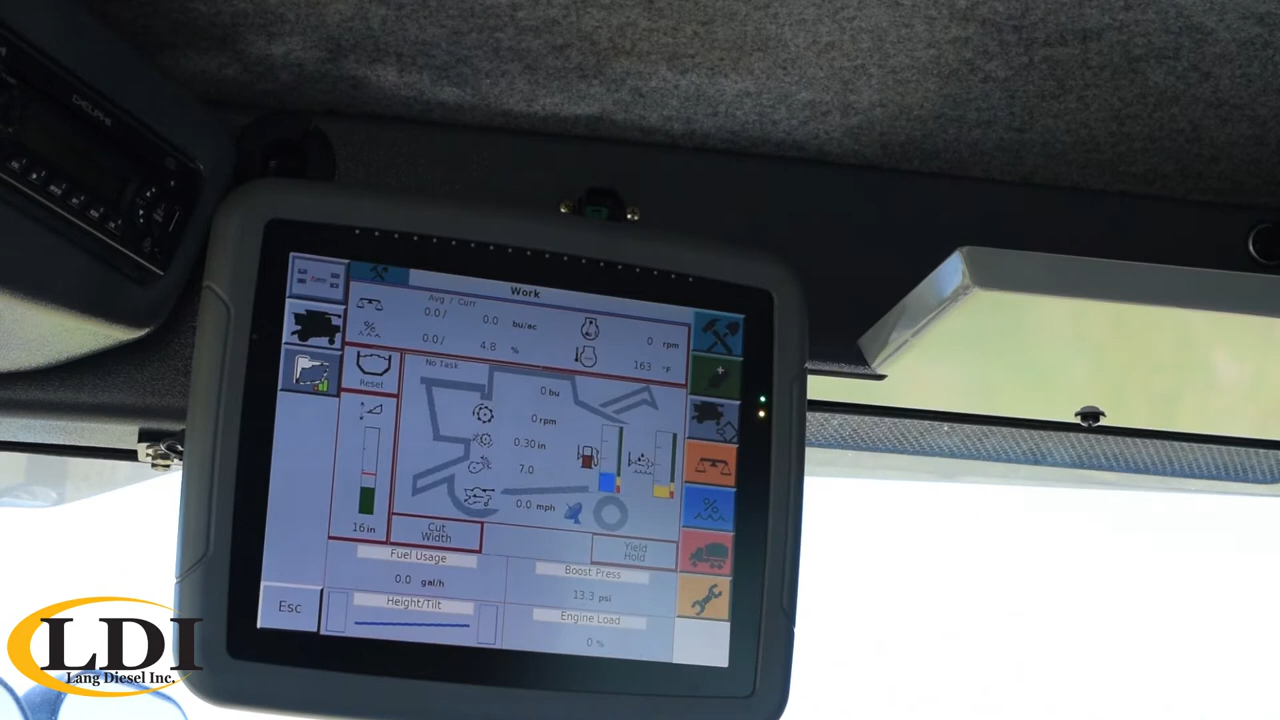 DELPHI
Work
Avg / Curr
0.0/ 0.0 bu/ac
0 rpm
% 0.0/ 4.8 %
163 °F
Reset
No Task
0 bu
0 rpm
0.30 in
7.0
0.0 mph
16 in
Cut
Width
Yield
Hold
Fuel Usage
0.0 gal/h
Boost Press
13.3 psi
Height/Tilt
Engine Load
0 %
%
Esc
LDI
Lang Diesel Inc.